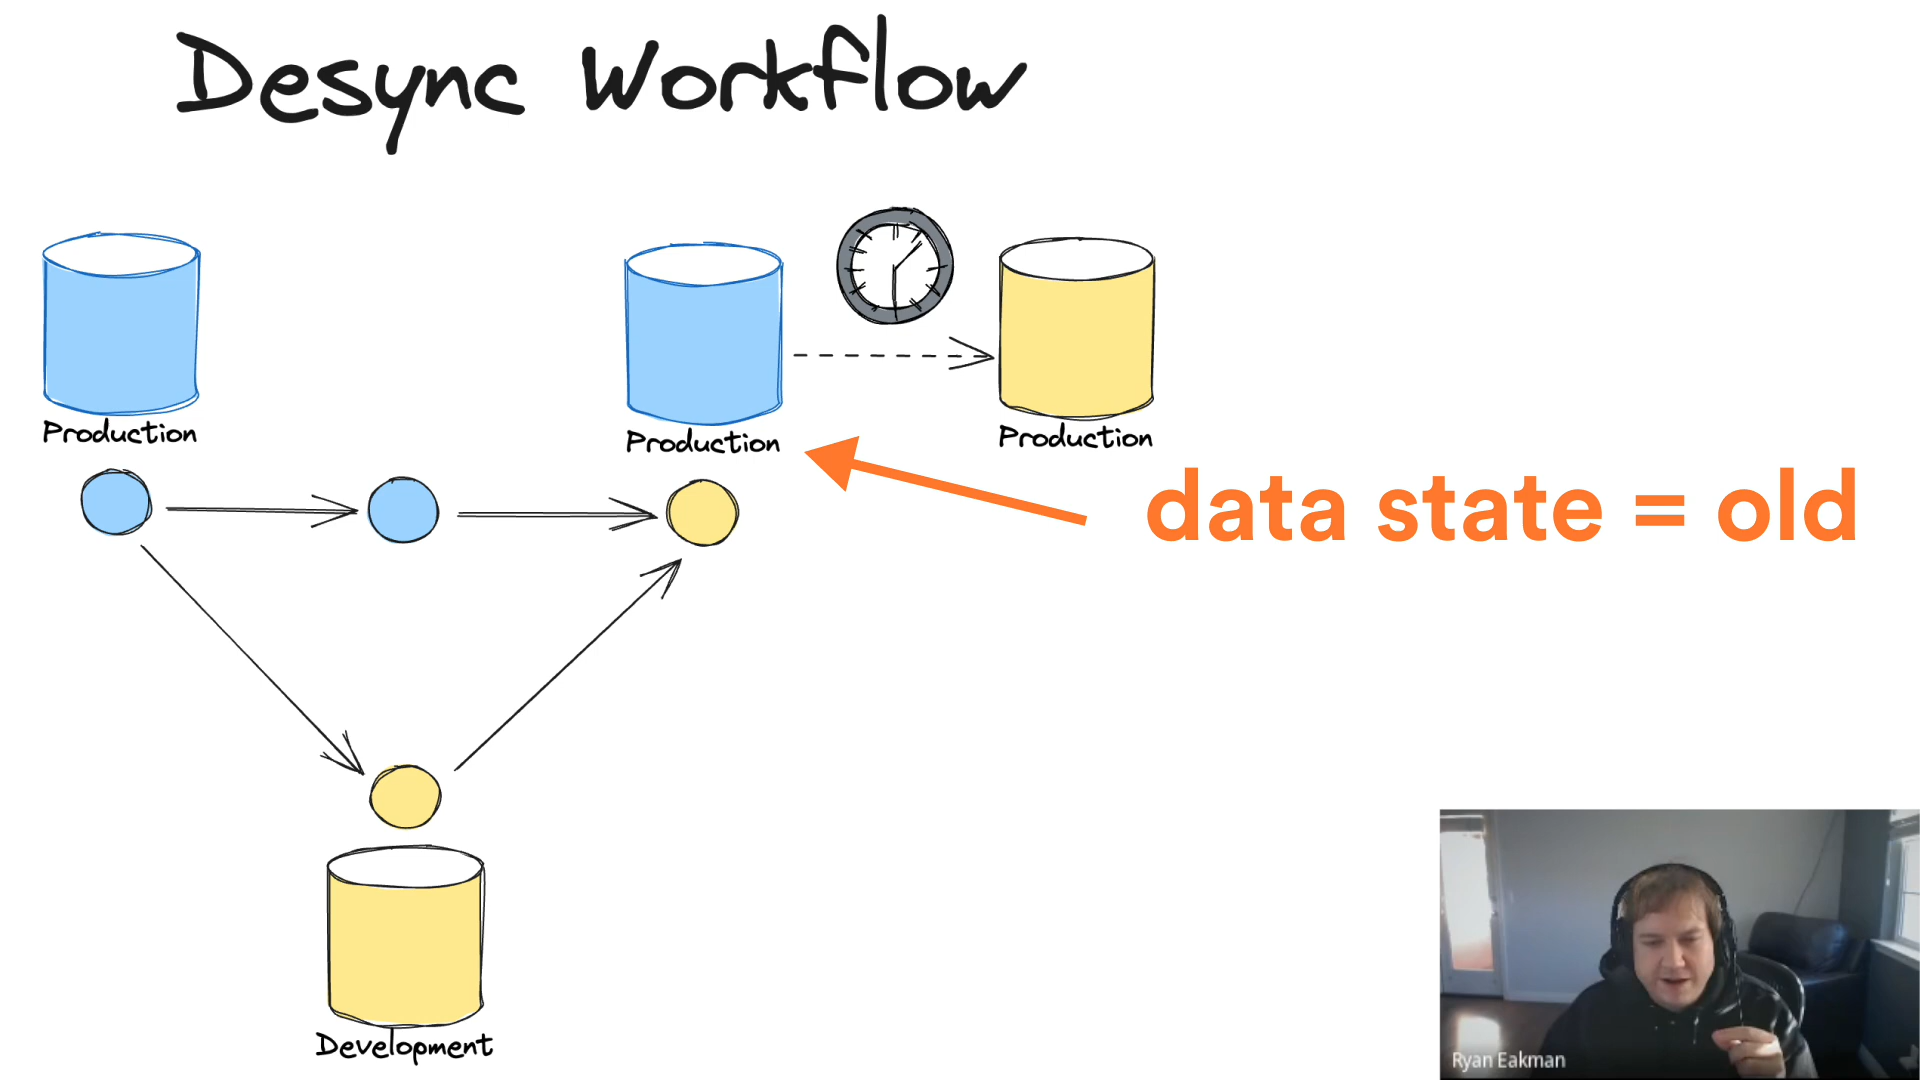 Desync Workflow
Production
Production
Production
data state = old
Development
Ryan Eakman